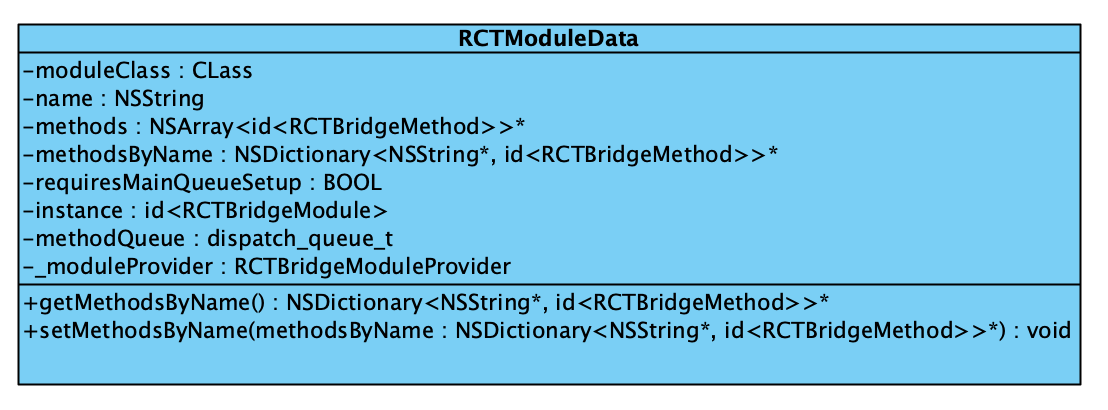 RCTModuleData
-moduleClass : CLass
-name : NSString
-methods : NSArray<id<RCTBridgeMethod>>*
-methodsByName : NSDictionary<NSString*, id<RCTBridgeMethod>>*
-requiresMainQueueSetup : BOOL
-instance : id<RCTBridgeModule>
-methodQueue : dispatch_queue_t
-_moduleProvider : RCTBridgeModuleProvider
+getMethodsByName() : NSDictionary<NSString*, id<RCTBridgeMethod>>*
+setMethodsByName(methodsByName : NSDictionary<NSString*, id<RCTBridgeMethod>>*) : void